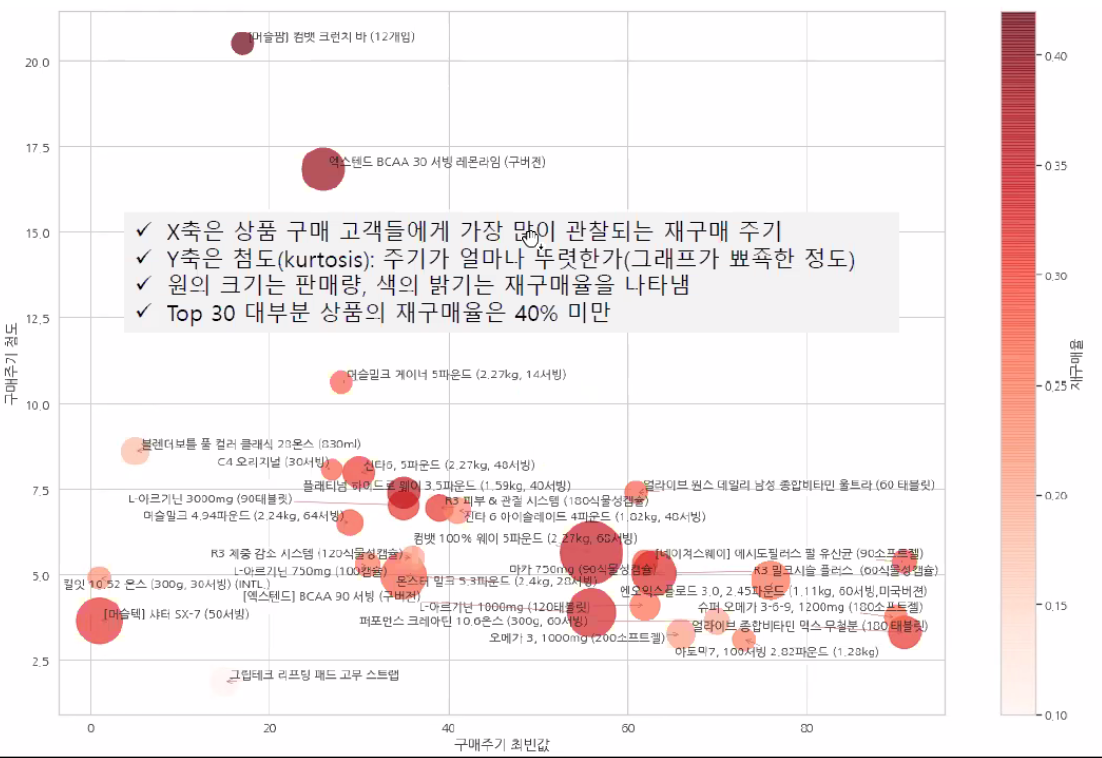 [머슬팜] 컴뱃 크런치 바 (12개입)
0.40
20.0
17.5
엑스텐드 BCAA 30 서빙 레몬라임 (구버전)
0.35
✓ X축은 상품 구매 고객들에게 가장 많이 관찰되는 재구매 주기
15.0
✓ Y축은 첨도(kurtosis): 주기가 얼마나 뚜렷한가(그래프가 뾰족한 정도)
✓ 원의 크기는 판매량, 색의 밝기는 재구매율을 나타냄
0.30
✓ Top 30 대부분 상품의 재구매율은 40% 미만
12.5
구매주기 첨도
재구매율
머슬밀크 게이너 5파운드 (2.27kg, 14서빙)
0.25
10.0
블렌더보틀 풀 컬러 클래식 28온스 (830ml)
C4 오리지널 (30서빙)
신타6, 5파운드 (2.27kg, 48서빙)
플래티넘 하이드로 웨이 3.5파운드 (1.59kg, 40서빙)
얼라이브 원스 데일리 남성 종합비타민 울트라 (60 태블릿)
7.5
0.20
L-아르기닌 3000mg (90태블릿)
R3 피부 & 관절 시스템 (180식물성캡슐)
머슬밀크 4.94파운드 (2.24kg, 64서빙)
신타 6 아이솔레이트 4파운드 (1.82kg, 48서빙)
컴뱃 100% 웨이 5파운드 (2.27kg, 68서빙)
R3 체중 감소 시스템 (120식물성캡슐)
[네이쳐스웨이] 에시도필러스 펄 유산균 (90소프트젤)
L-아르기닌 750mg (100캡슐)
마카 750mg (90식물성캡슐)
R3 밀크시슬 플러스 (60식물성캡슐)
5.0
킬잇 10.52 온스 (300g, 30서빙) (INTL.)
몬스터 밀크 5.3파운드 (2.4kg, 28서빙)
[엑스텐드] BCAA 90 서빙 (구버전)
엔오익스플로드 3.0, 2.45파운드 (1.11kg, 60서빙,미국버젼)
0.15
[머슬텍] 샤터 SX-7 (50서빙)
L-아르기닌 1000mg (120태블릿)
슈퍼 오메가 3-6-9, 1200mg (180소프트젤)
퍼포먼스 크레아틴 10.6온스 (300g, 60서빙)
얼라이브 종합비타민 맥스 무철분 (180 태블릿)
오메가 3, 1000mg (200소프트젤)
아토믹7, 100서빙 2.82파운드 (1.28kg)
2.5
그립테크 리프팅 패드 고무 스트랩
0.10
0
20
40
60
80
구매주기 최빈값